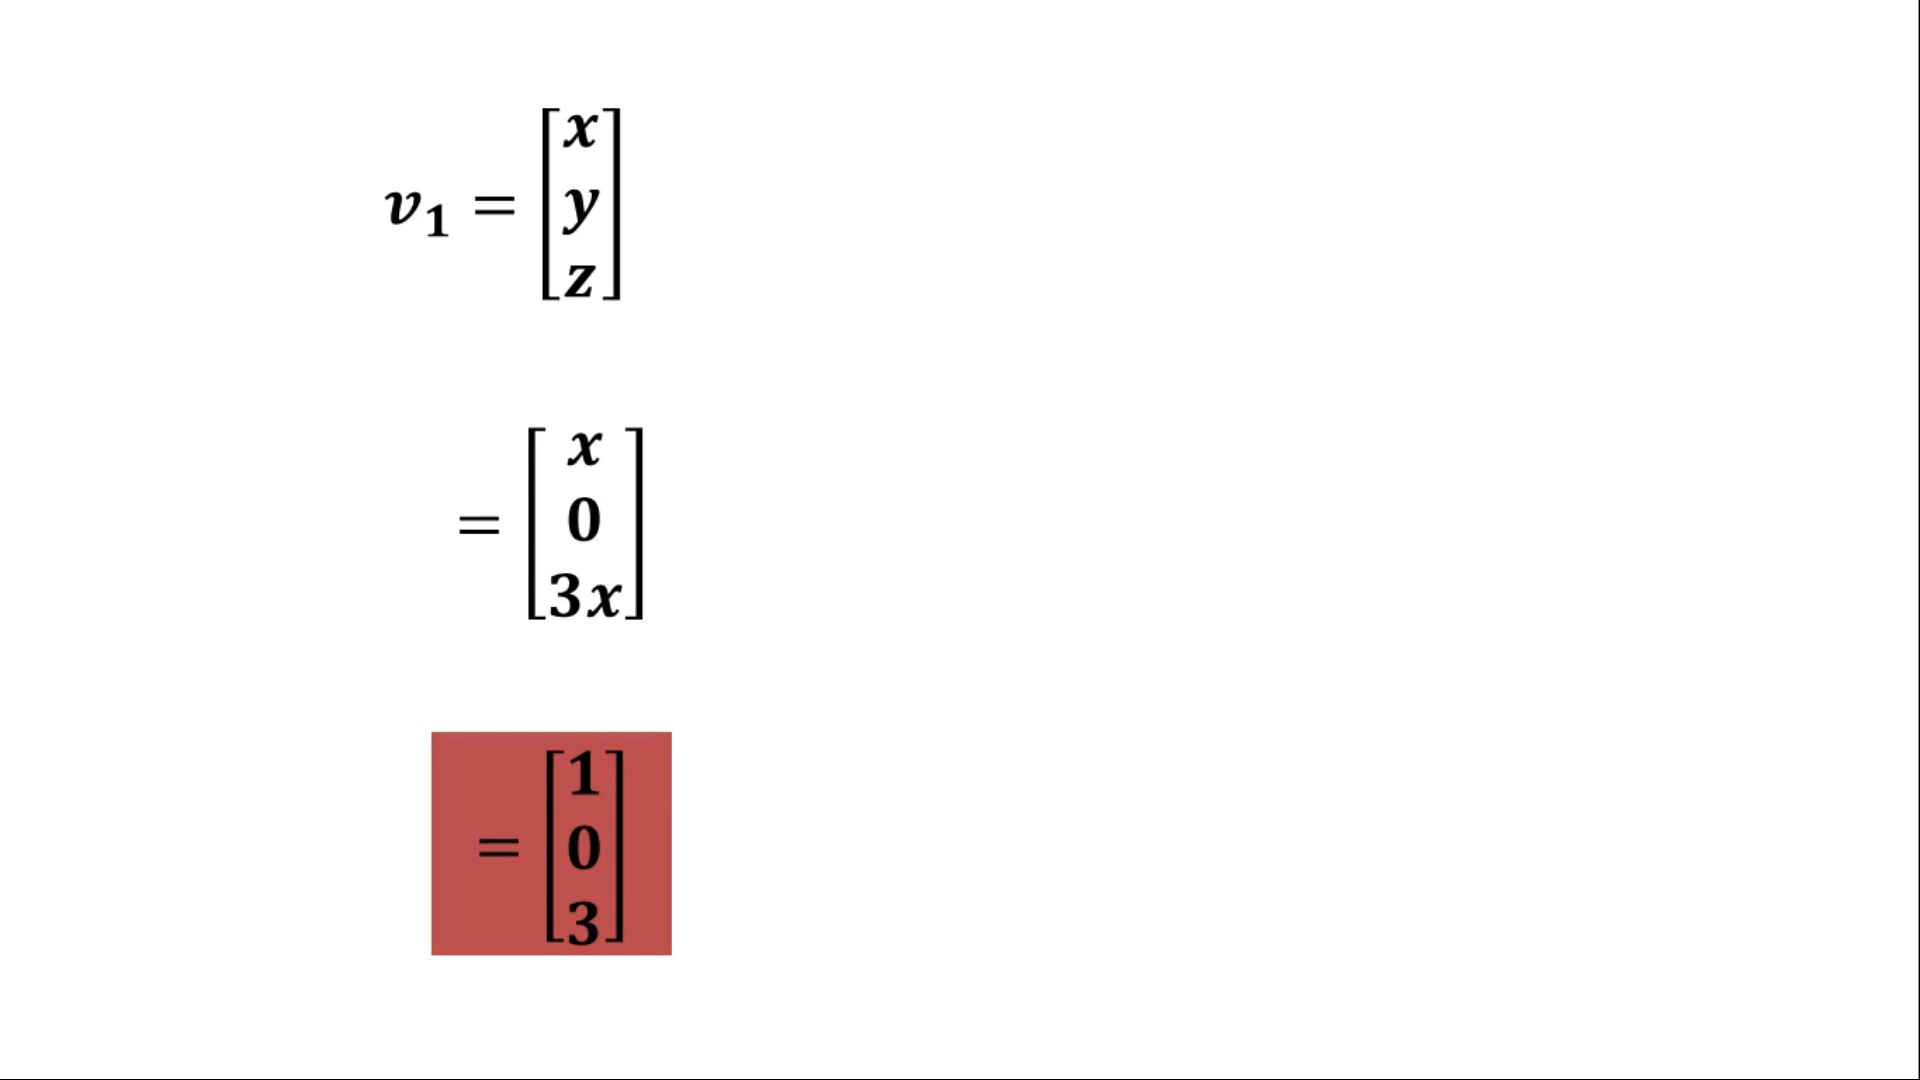 v₁ = [x y z]
= [x 0 3x]
= [1 0 3]